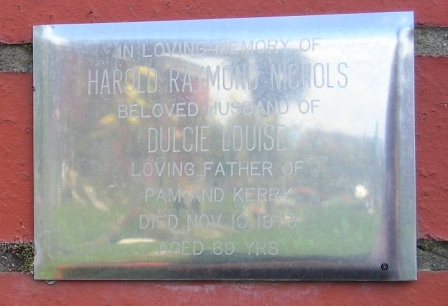 IN LOVING MEMORY OF
HAROLD RAYMOND NICHOLS
BELOVED HUSBAND OF
DULCIE LOUISE
LOVING FATHER OF
PAM AND KERRY
DIED NOV. 10.
AGED 69 YRS